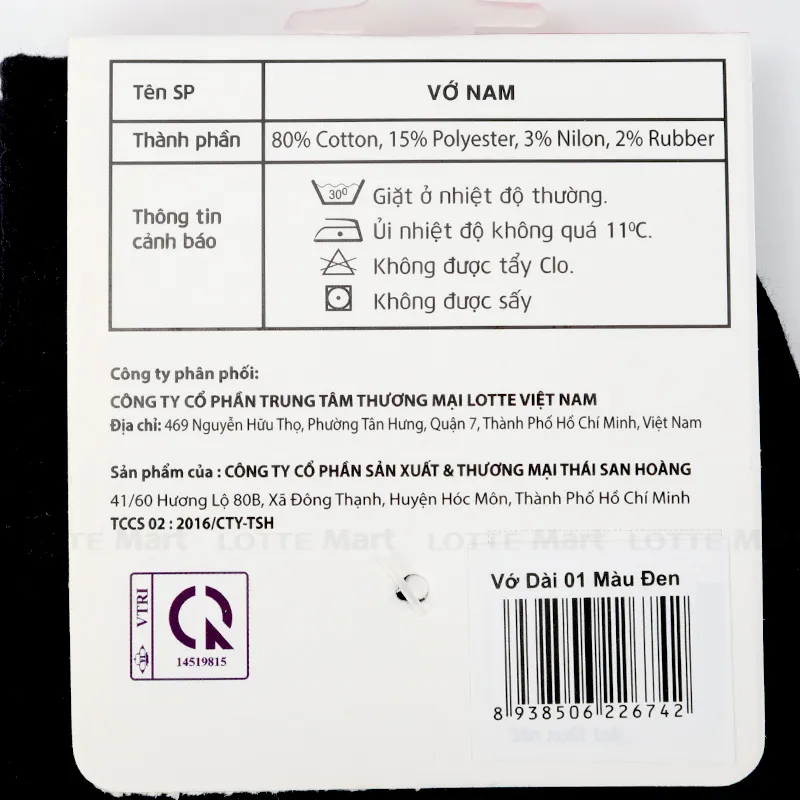 Tên SP
VỚ NAM
Thành phần
80% Cotton, 15% Polyester, 3% Nilon, 2% Rubber
Thông tin
cảnh báo
30⁰ Giặt ở nhiệt độ thường.
Ủi nhiệt độ không quá 11⁰C.
Không được tẩy Clo.
Không được sấy
Công ty phân phối:
CÔNG TY CỔ PHẦN TRUNG TÂM THƯƠNG MẠI LOTTE VIỆT NAM
Địa chỉ: 469 Nguyễn Hữu Thọ, Phường Tân Hưng, Quận 7, Thành Phố Hồ Chí Minh, Việt Nam
Sản phẩm của : CÔNG TY CỔ PHẦN SẢN XUẤT & THƯƠNG MẠI THÁI SAN HOÀNG
41/60 Hương Lộ 80B, Xã Đông Thạnh, Huyện Hóc Môn, Thành Phố Hồ Chí Minh
TCCS 02 : 2016/CTY-TSH
LOTTE Mart LOTTE Mart LOTTE Mart
VTRI
14519815
Vớ Dài 01 Màu Đen
8 938506 226742